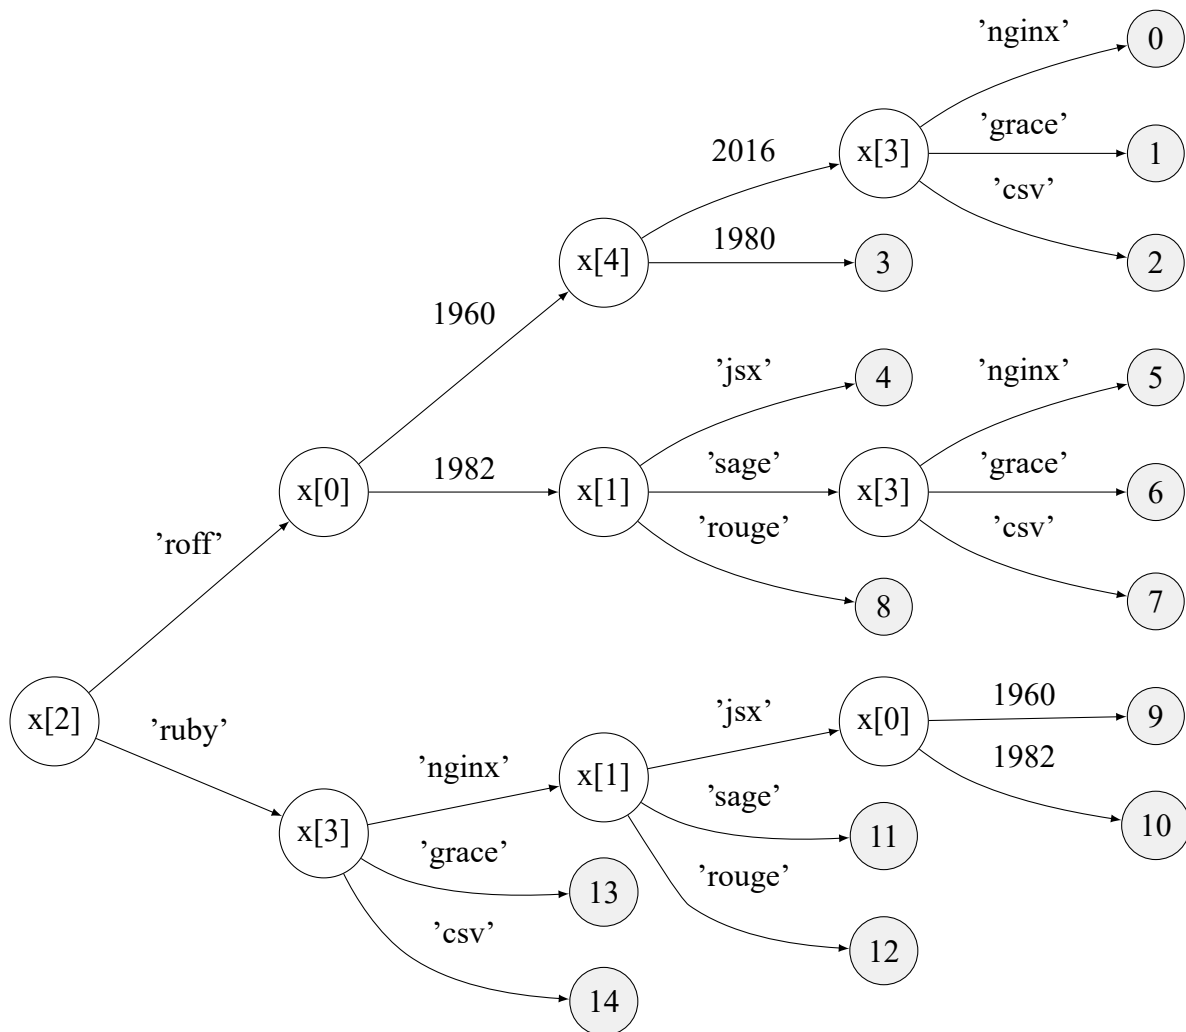 ’nginx’
0
2016
x[3]
’grace’
1
’csv’
x[4]
1980
3
2
1960
’jsx’
4
’nginx’
5
x[0]
1982
x[1]
’sage’
x[3]
’grace’
6
’roff’
’rouge’
’csv’
8
7
x[2]
’ruby’
’jsx’
x[0]
1960
9
’nginx’
x[1]
1982
x[3]
’sage’
11
10
’grace’
13
’rouge’
12
’csv’
14